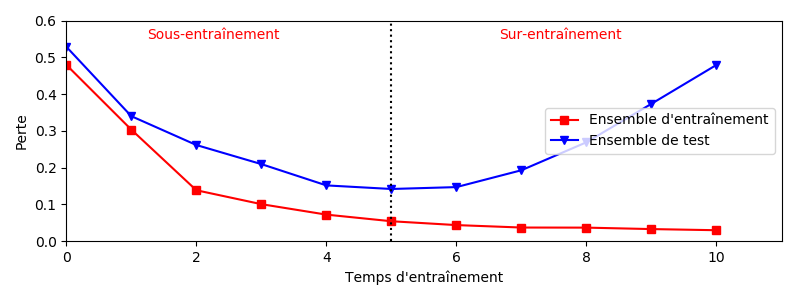 0.6
0.5
0.4
0.3
0.2
0.1
0.0
Perte
Sous-entraînement
Sur-entraînement
Ensemble d'entraînement
Ensemble de test
0 2 4 6 8 10
Temps d'entraînement